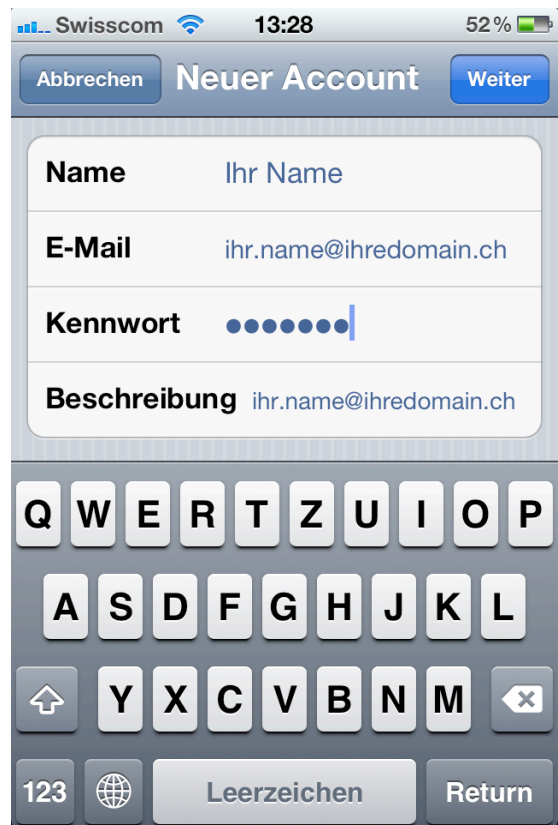 Swisscom 13:28 52 %
Abbrechen Neuer Account Weiter
Name Ihr Name
E-Mail ihr.name@ihredomain.ch
Kennwort ●●●●●●●
Beschreibung ihr.name@ihredomain.ch
Q W E R T Z U I O P
A S D F G H J K L
Y X C V B N M
123 Leerzeichen Return